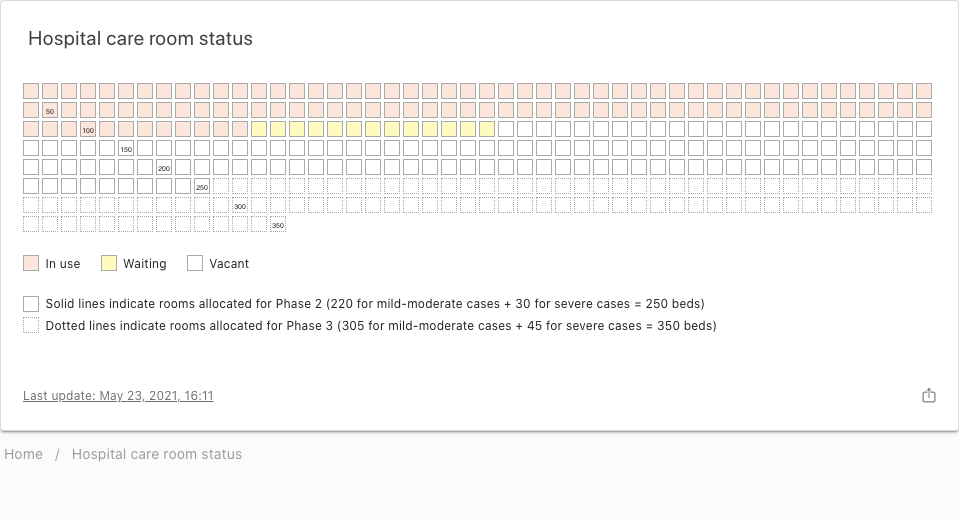 Hospital care room status
50
100
150
200
250
300
350
In use Waiting Vacant
Solid lines indicate rooms allocated for Phase 2 (220 for mild-moderate cases + 30 for severe cases = 250 beds)
Dotted lines indicate rooms allocated for Phase 3 (305 for mild-moderate cases + 45 for severe cases = 350 beds)
Last update: May 23, 2021, 16:11
Home / Hospital care room status